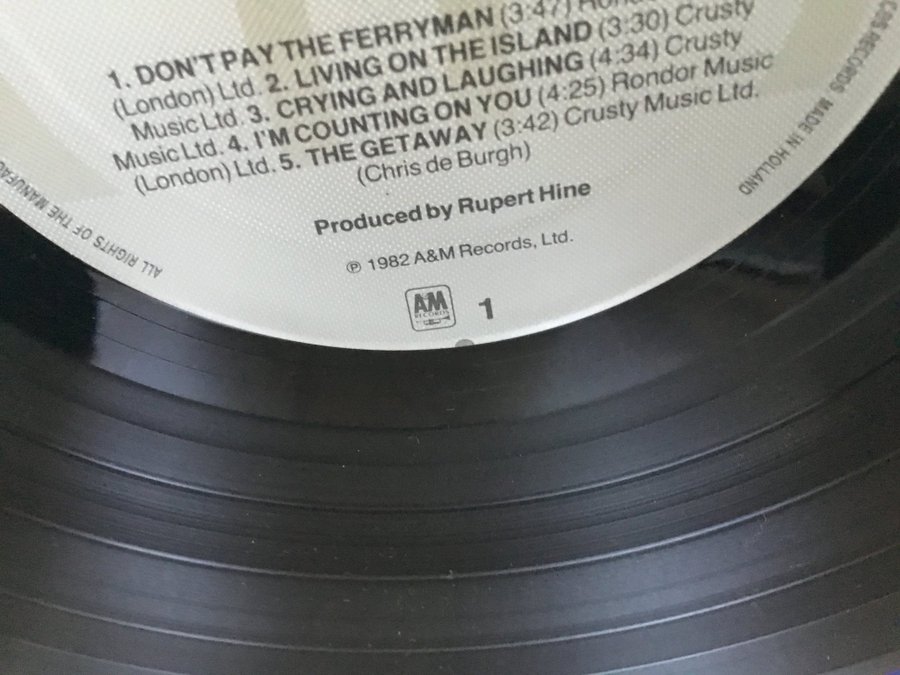 1. DON'T PAY THE FERRYMAN (3:47)
(London) Ltd. 2. LIVING ON THE ISLAND (3:30) Crusty
Music Ltd. 3. CRYING AND LAUGHING (4:34) Crusty
Music Ltd. 4. I'M COUNTING ON YOU (4:25) Rondor Music
(London) Ltd. 5. THE GETAWAY (3:42) Crusty Music Ltd.
(Chris de Burgh)
Produced by Rupert Hine
℗ 1982 A&M Records, Ltd.
A&M
RECORDS
1
ALL RIGHTS OF THE
CBS RECORDS MADE IN HOLLAND